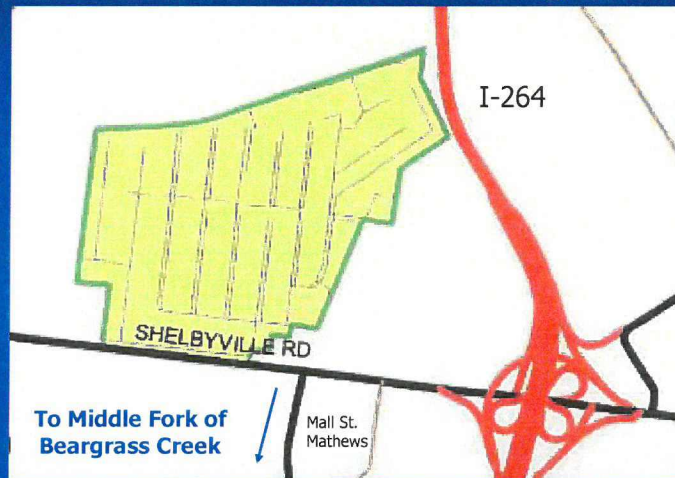 I-264
SHELBYVILLE RD
To Middle Fork of
Beargrass Creek
Mall St.
Mathews